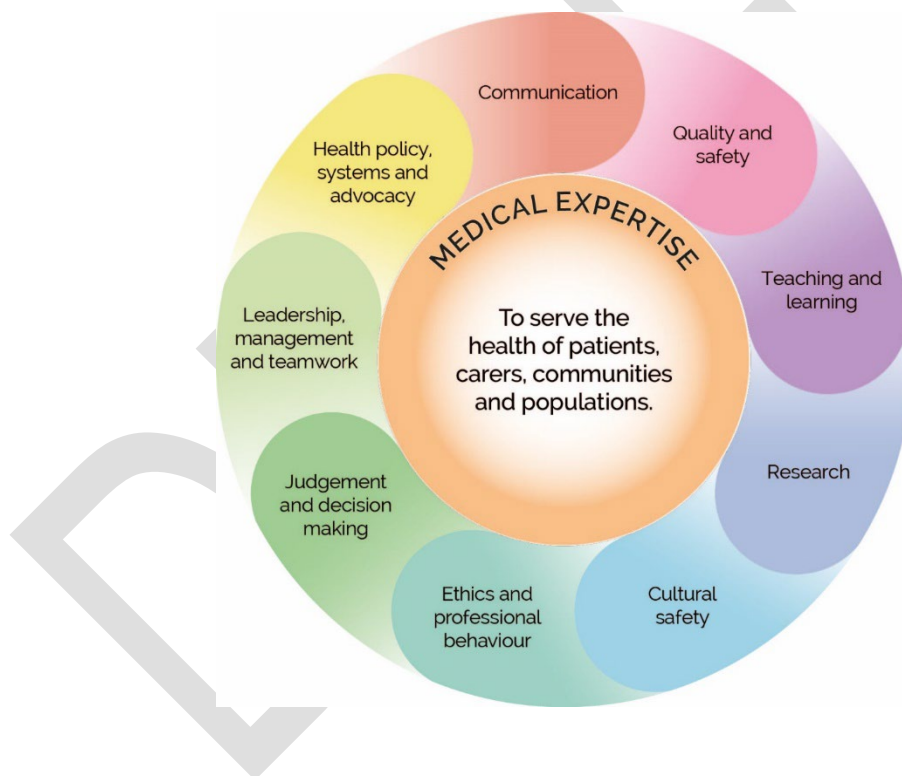 Communication
Quality and
safety
Teaching and
learning
Research
Cultural
safety
Ethics and
professional
behaviour
Judgement
and decision
making
Leadership,
management
and teamwork
Health policy,
systems and
advocacy
MEDICAL EXPERTISE
To serve the
health of patients,
carers, communities
and populations.